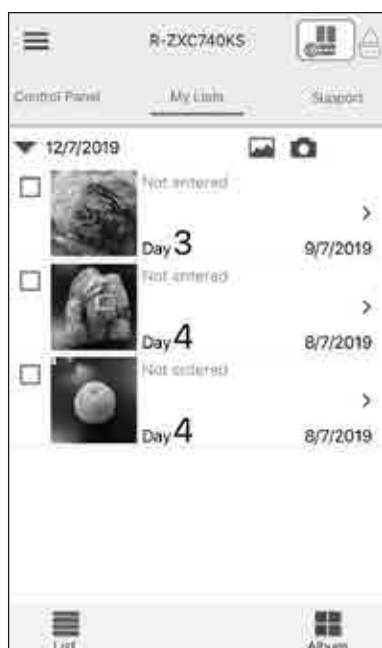 R-ZXC740KS
Control Panel My Lists Support
12/7/2019
Not entered
Day 3 9/7/2019
Not entered
Day 4 8/7/2019
Not entered
Day 4 8/7/2019
List Album